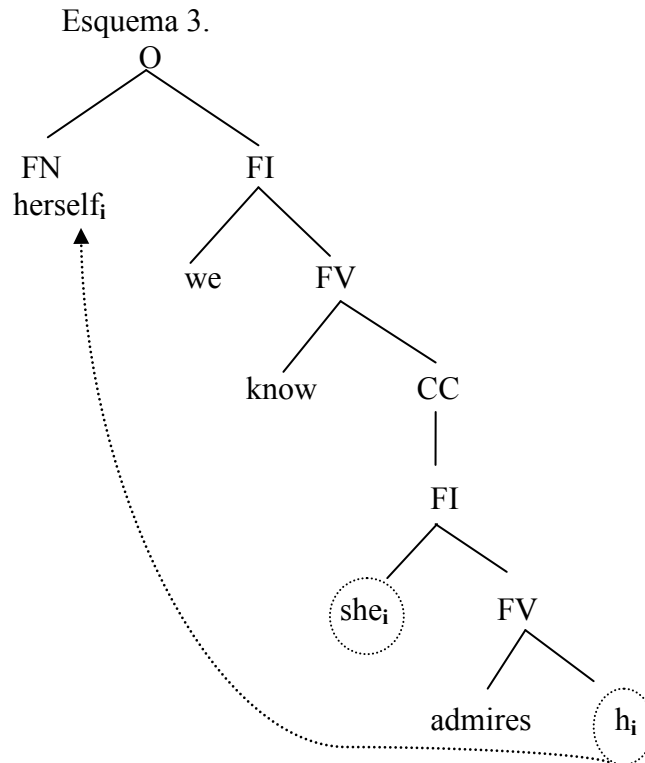 Esquema 3.
O
FN FI
herselfᵢ
we FV
know CC
FI
sheᵢ FV
admires hᵢ